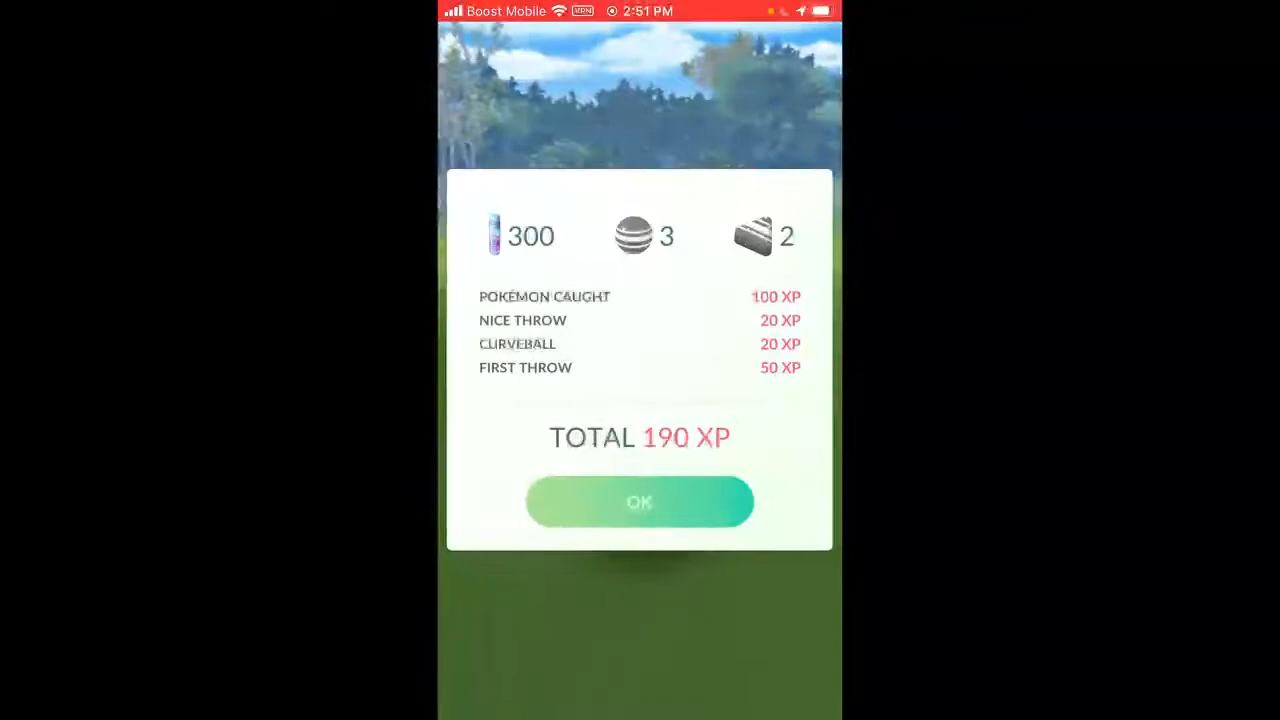 Boost Mobile VPN 2:51 PM
300 3 2
POKÉMON CAUGHT 100 XP
NICE THROW 20 XP
CURVEBALL 20 XP
FIRST THROW 50 XP
TOTAL 190 XP
OK